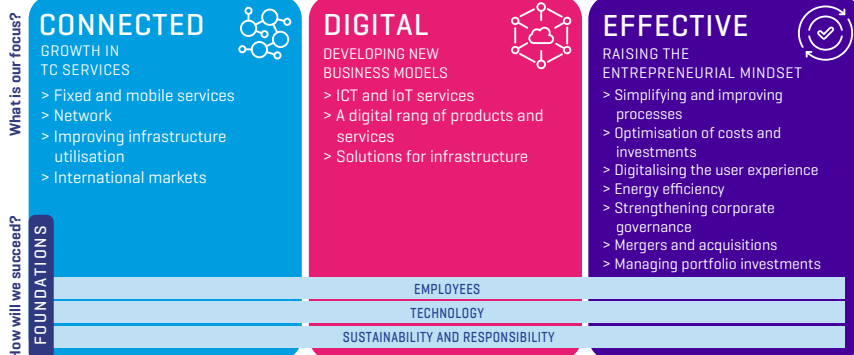 What is our focus?
CONNECTED
GROWTH IN
TC SERVICES
> Fixed and mobile services
> Network
> Improving infrastructure
utilisation
> International markets
DIGITAL
DEVELOPING NEW
BUSINESS MODELS
> ICT and IoT services
> A digital rang of products and
services
> Solutions for infrastructure
EFFECTIVE
RAISING THE
ENTREPRENEURIAL MINDSET
> Simplifying and improving
processes
> Optimisation of costs and
investments
> Digitalising the user experience
> Energy efficiency
> Strengthening corporate
governance
> Mergers and acquisitions
> Managing portfolio investments
How will we succeed?
FOUNDATIONS
EMPLOYEES
TECHNOLOGY
SUSTAINABILITY AND RESPONSIBILITY